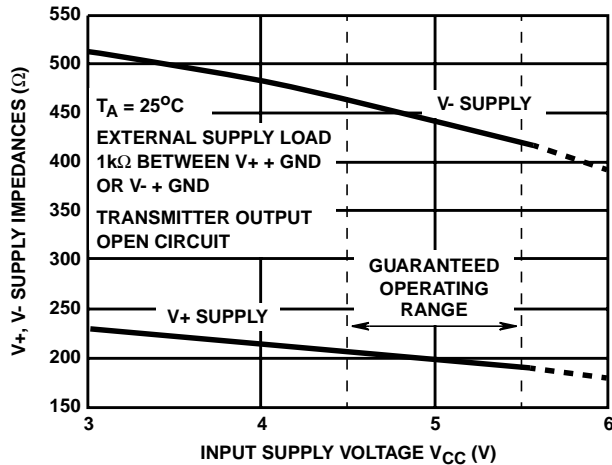 550
500
450
400
350
300
250
200
150
V+, V- SUPPLY IMPEDANCES (Ω)
T_A = 25°C
EXTERNAL SUPPLY LOAD
1kΩ BETWEEN V+ + GND
OR V- + GND
TRANSMITTER OUTPUT
OPEN CIRCUIT
V- SUPPLY
GUARANTEED
OPERATING
RANGE
V+ SUPPLY
3 4 5 6
INPUT SUPPLY VOLTAGE V_CC (V)